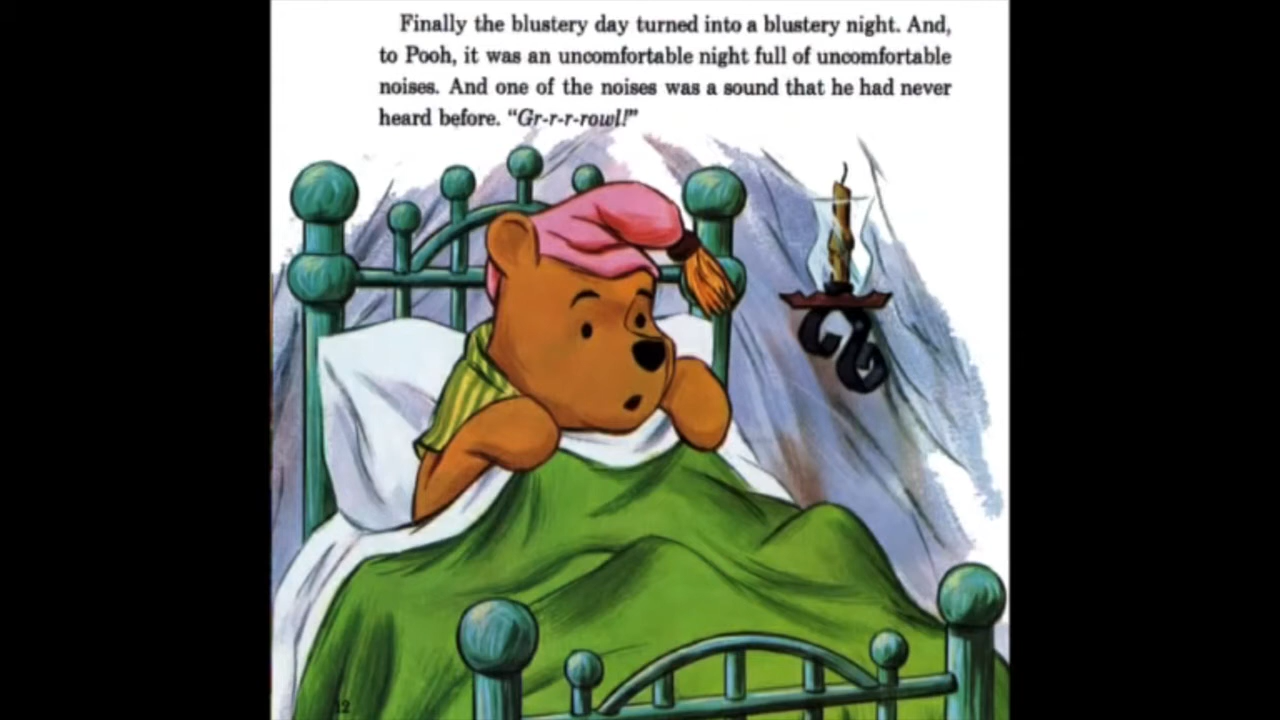 Finally the blustery day turned into a blustery night. And,
to Pooh, it was an uncomfortable night full of uncomfortable
noises. And one of the noises was a sound that he had never
heard before. “Gr-r-r-rowl!”
12